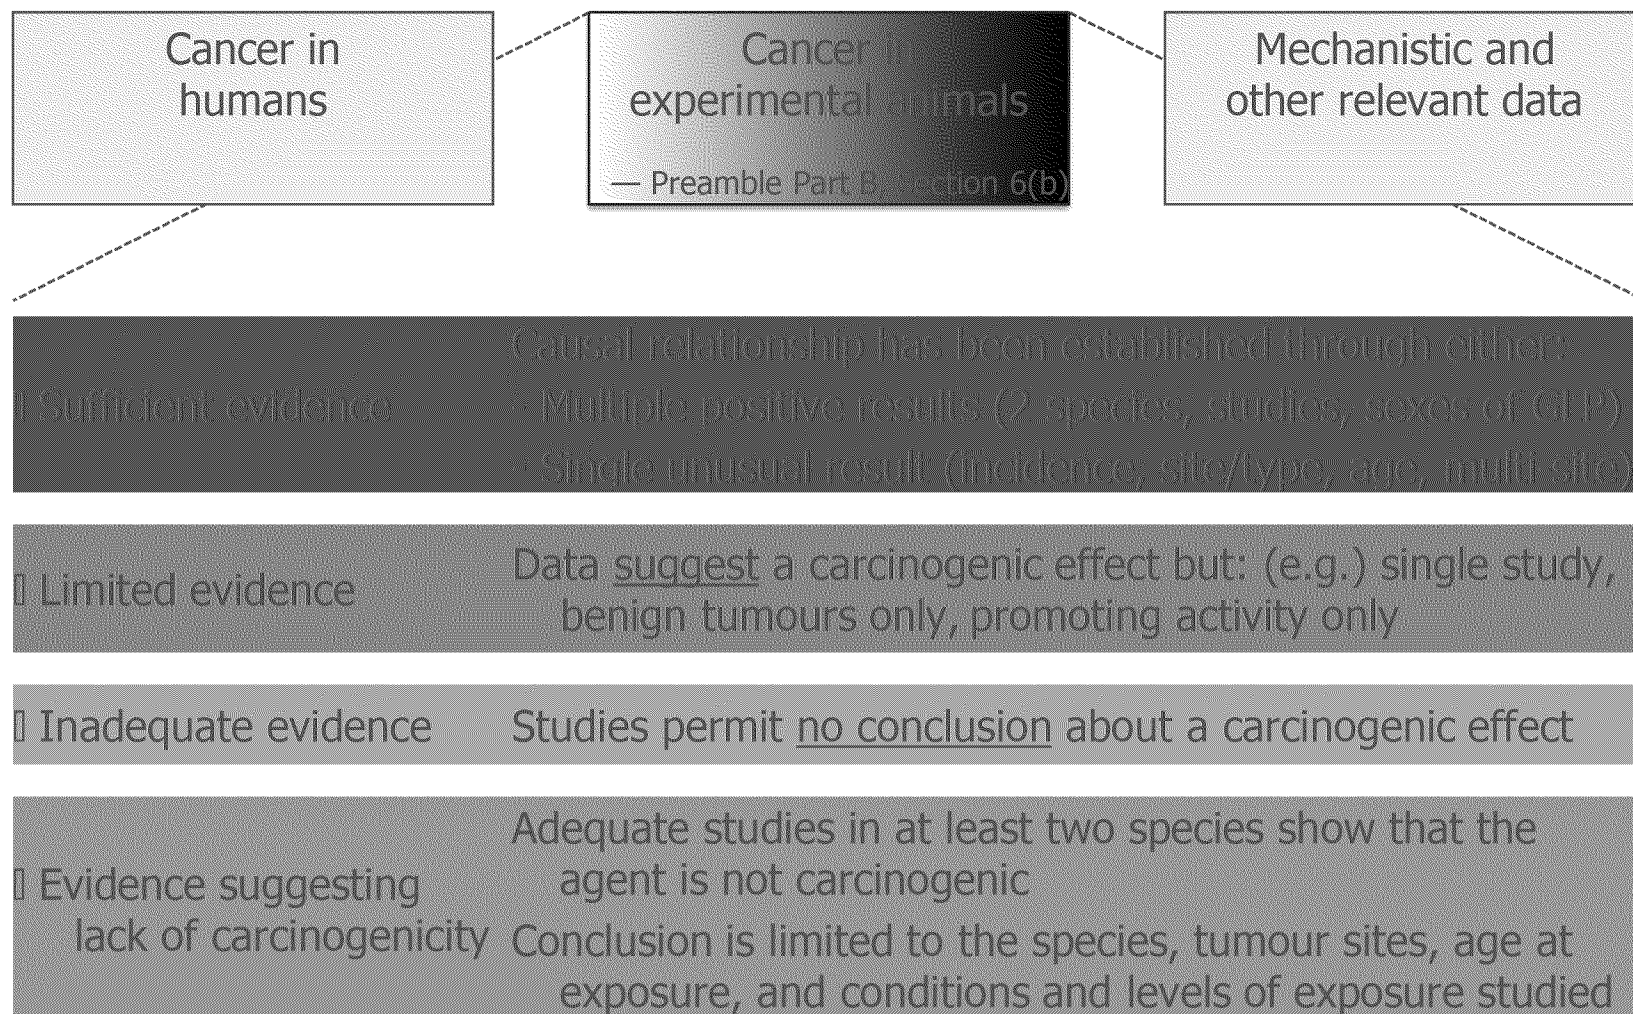 Cancer in
humans
Cancer
experimental animals
— Preamble Part B, Section 6(b)
Mechanistic and
other relevant data
Sufficient evidence
Causal relationship has been established through either:
· Multiple positive results (2 species, studies, sexes of GLP)
· Single unusual result (incidence, site/type, age, multi site)
Limited evidence
Data suggest a carcinogenic effect but: (e.g.) single study,
benign tumours only, promoting activity only
Inadequate evidence
Studies permit no conclusion about a carcinogenic effect
Evidence suggesting
lack of carcinogenicity
Adequate studies in at least two species show that the
agent is not carcinogenic
Conclusion is limited to the species, tumour sites, age at
exposure, and conditions and levels of exposure studied